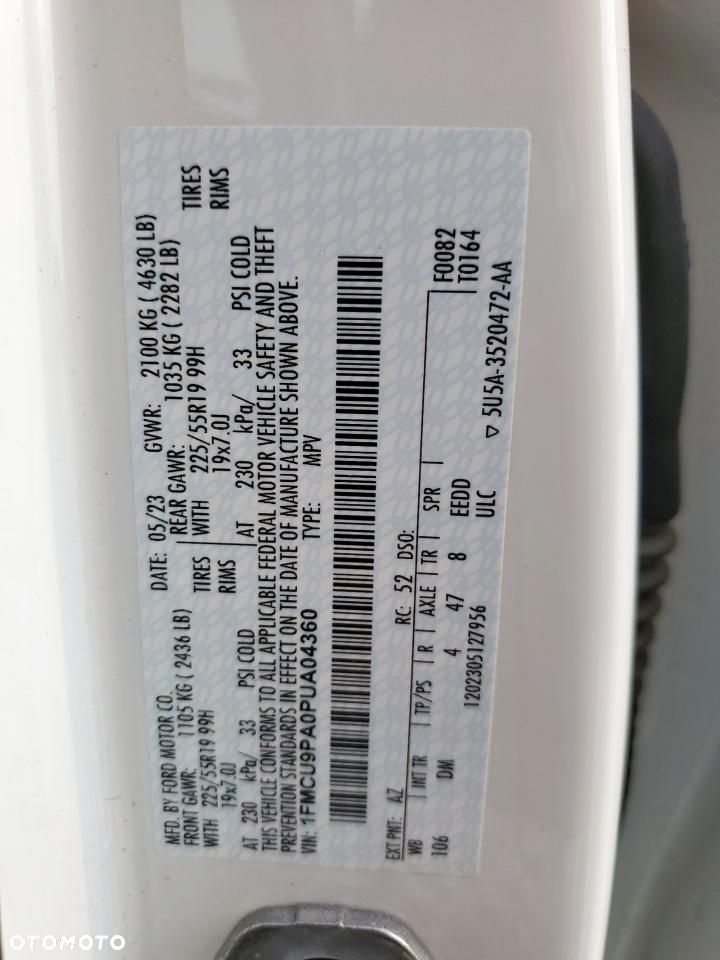 MFD. BY FORD MOTOR CO.
DATE: 05/23 GVWR: 2100 KG ( 4630 LB)
FRONT GAWR: 1105 KG ( 2436 LB) REAR GAWR: 1035 KG ( 2282 LB)
WITH 225/55R19 99H TIRES WITH 225/55R19 99H TIRES
19x7.0J RIMS 19x7.0J RIMS
AT 230 kPa/ 33 PSI COLD AT 230 kPa/ 33 PSI COLD
THIS VEHICLE CONFORMS TO ALL APPLICABLE FEDERAL MOTOR VEHICLE SAFETY AND THEFT
PREVENTION STANDARDS IN EFFECT ON THE DATE OF MANUFACTURE SHOWN ABOVE.
VIN: 1FMCU9PA0PUA04360 TYPE: MPV
F0082
T0164
EXT PNT: AZ RC: 52 DSO:
WB INT TR TP/PS R AXLE TR SPR
106 DM 4 47 8 EEDD
1202305127956 ULC
▽ 5U5A-3520472-AA
OTOMOTO